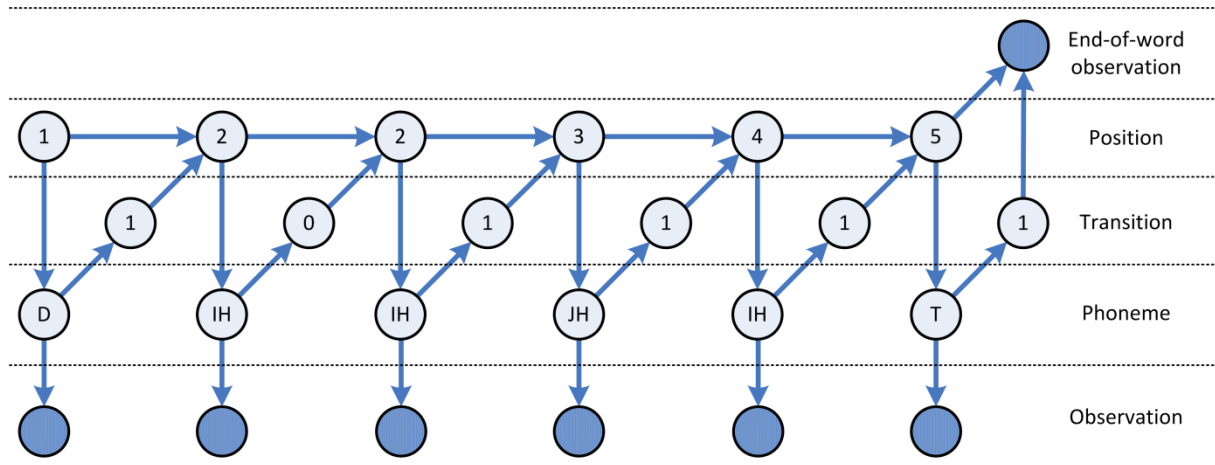 End-of-word
observation
1 2 2 3 4 5 Position
1 0 1 1 1 1 Transition
D IH IH JH IH T Phoneme
Observation